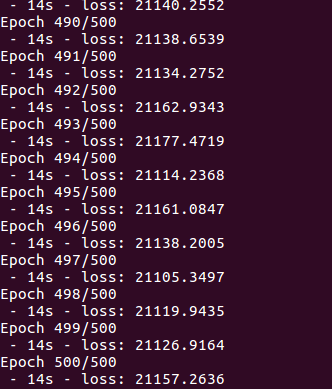 - 14s - loss: 21140.2552
Epoch 490/500
- 14s - loss: 21138.6539
Epoch 491/500
- 14s - loss: 21134.2752
Epoch 492/500
- 14s - loss: 21162.9343
Epoch 493/500
- 14s - loss: 21177.4719
Epoch 494/500
- 14s - loss: 21114.2368
Epoch 495/500
- 14s - loss: 21161.0847
Epoch 496/500
- 14s - loss: 21138.2005
Epoch 497/500
- 14s - loss: 21105.3497
Epoch 498/500
- 14s - loss: 21119.9435
Epoch 499/500
- 14s - loss: 21126.9164
Epoch 500/500
- 14s - loss: 21157.2636